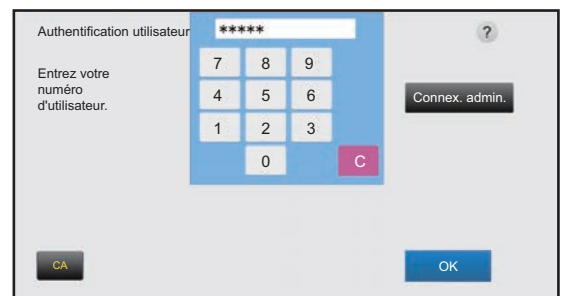 Authentification utilisateur
*****
?
Entrez votre
numéro
d'utilisateur.
7 8 9
4 5 6
1 2 3
0 C
Connex. admin.
CA
OK